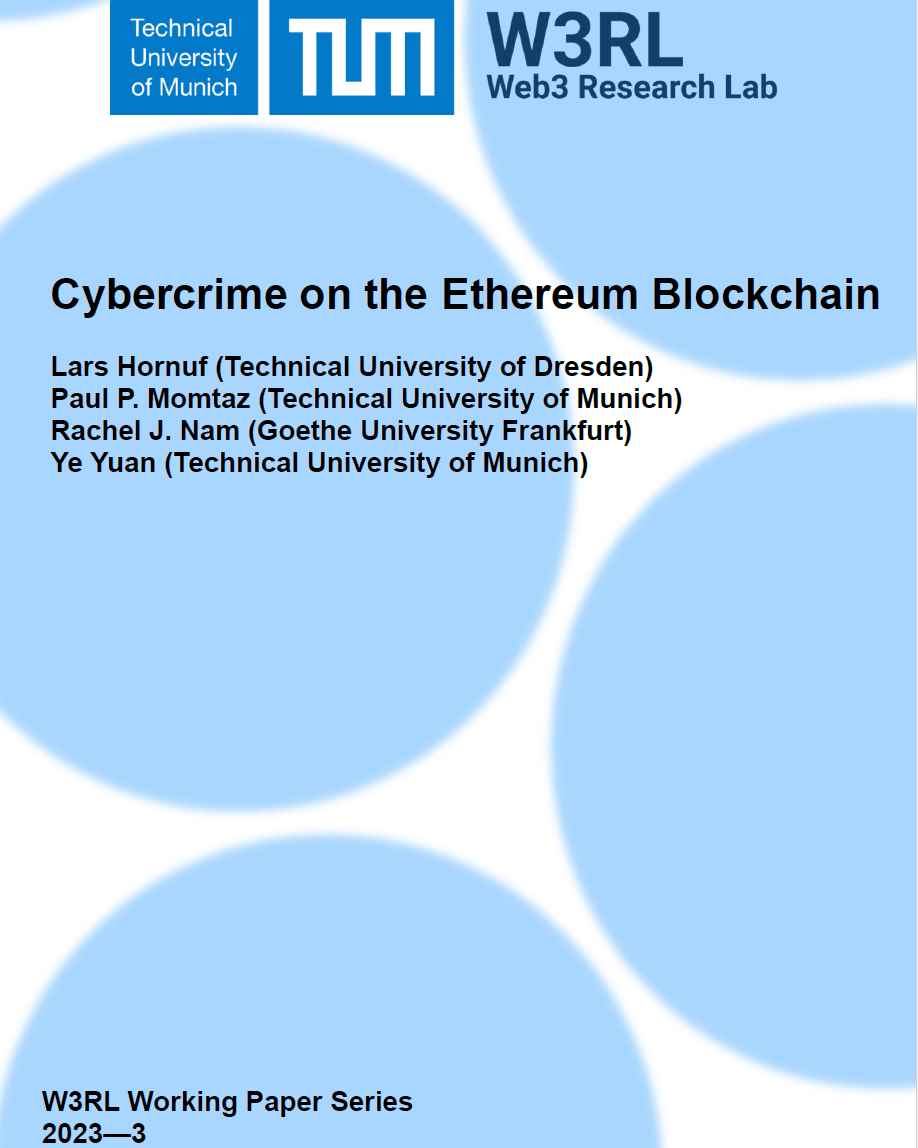 Technical
University
of Munich
TUM
W3RL
Web3 Research Lab
Cybercrime on the Ethereum Blockchain
Lars Hornuf (Technical University of Dresden)
Paul P. Momtaz (Technical University of Munich)
Rachel J. Nam (Goethe University Frankfurt)
Ye Yuan (Technical University of Munich)
W3RL Working Paper Series
2023—3